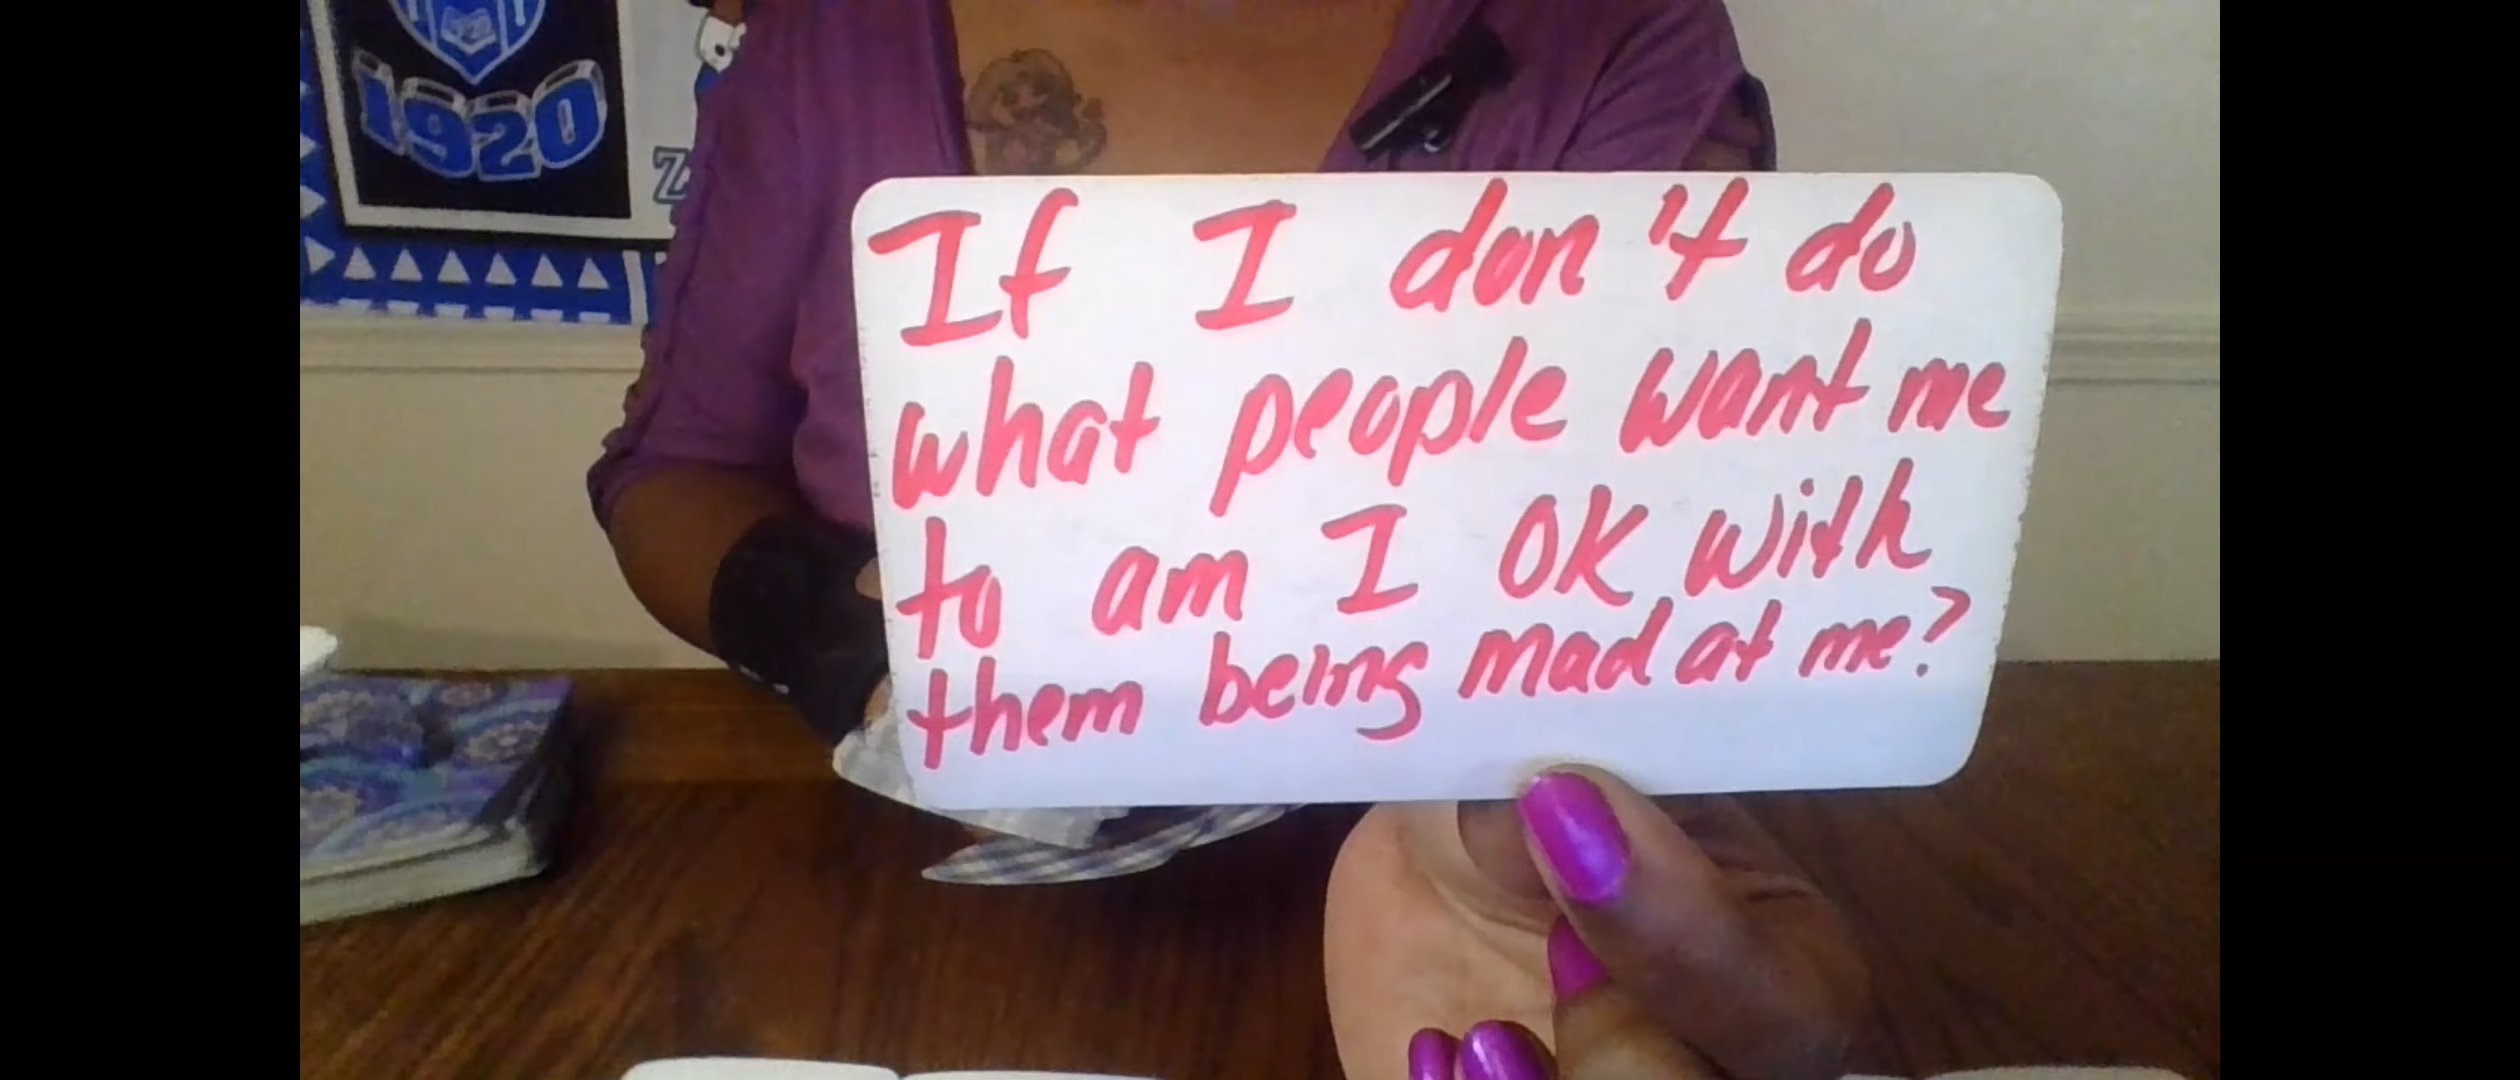 1920
Z
If I don't do
what people want me
to am I OK with
them being mad at me?